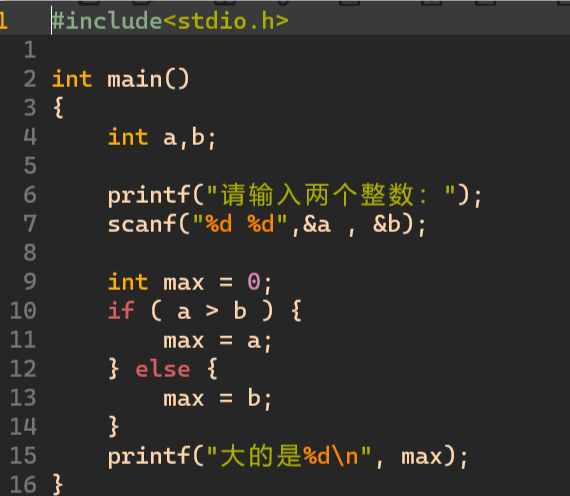 1 #include<stdio.h>
1
2 int main()
3 {
4     int a,b;
5
6     printf("请输入两个整数：");
7     scanf("%d %d",&a , &b);
8
9     int max = 0;
10     if ( a > b ) {
11         max = a;
12     } else {
13         max = b;
14     }
15     printf("大的是%d\n", max);
16 }